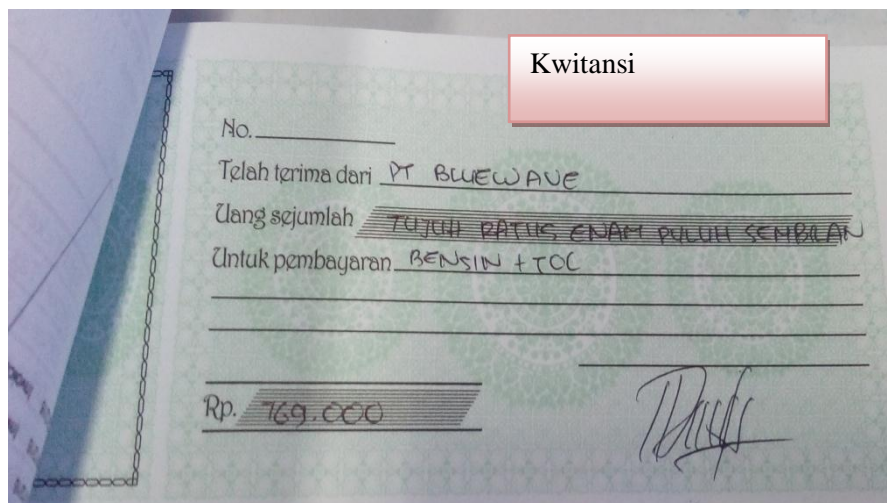 Kwitansi
No.
Telah terima dari PT BLUEWAVE
Uang sejumlah TUJUH RATUS ENAM PULUH SEMBILAN
Untuk pembayaran BENSIN + TOL
Rp. 769.000